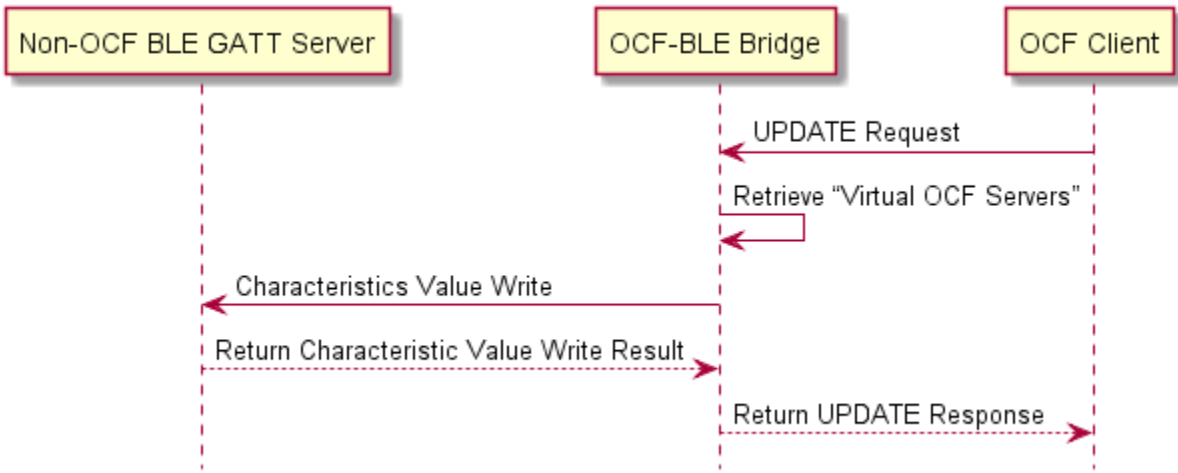 Non-OCF BLE GATT Server
OCF-BLE Bridge
OCF Client
UPDATE Request
Retrieve “Virtual OCF Servers”
Characteristics Value Write
Return Characteristic Value Write Result
Return UPDATE Response